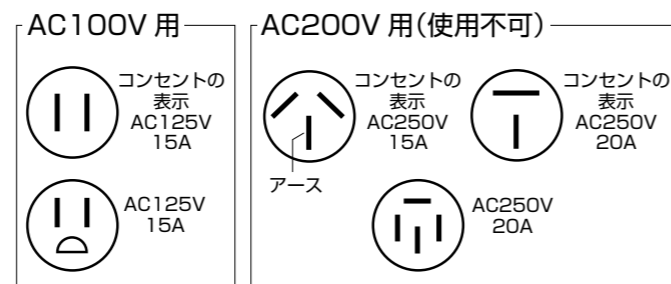 AC100V 用
コンセントの
表示
AC125V
15A
AC125V
15A
AC200V 用(使用不可)
コンセントの
表示
AC250V
15A
アース
コンセントの
表示
AC250V
20A
AC250V
20A